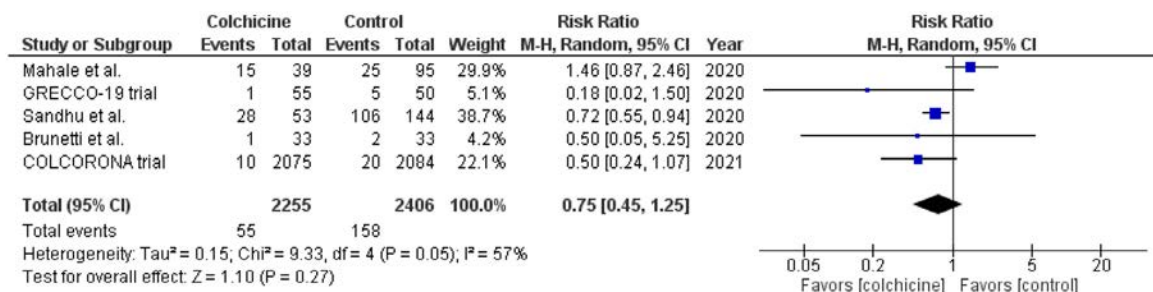 Colchicine Control Risk Ratio Risk Ratio
Study or Subgroup Events Total Events Total Weight M-H, Random, 95% CI Year M-H, Random, 95% CI
Mahale et al. 15 39 25 95 29.9% 1.46 [0.87, 2.46] 2020
GRECCO-19 trial 1 55 5 50 5.1% 0.18 [0.02, 1.50] 2020
Sandhu et al. 28 53 106 144 38.7% 0.72 [0.55, 0.94] 2020
Brunetti et al. 1 33 2 33 4.2% 0.50 [0.05, 5.25] 2020
COLCORONA trial 10 2075 20 2084 22.1% 0.50 [0.24, 1.07] 2021
Total (95% CI) 2255 2406 100.0% 0.75 [0.45, 1.25]
Total events 55 158
Heterogeneity: Tau² = 0.15; Chi² = 9.33, df = 4 (P = 0.05); I² = 57%
Test for overall effect: Z = 1.10 (P = 0.27)
0.05 0.2 1 5 20
Favors [colchicine] Favors [control]